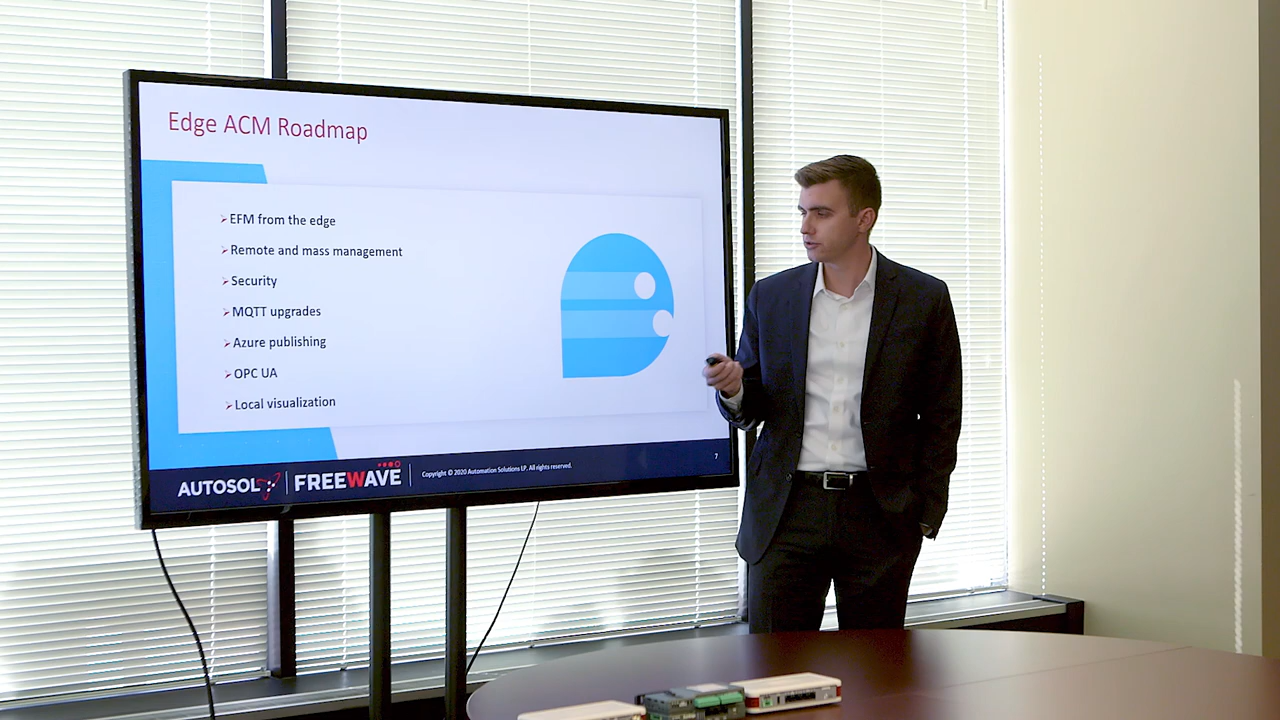 Edge ACM Roadmap
EFM from the edge
Remote and mass management
Security
MQTT upgrades
Azure publishing
OPC UA
Local visualization
7
AUTOSOL FREEWAVE Copyright © 2020 Automation Solutions LP. All rights reserved.